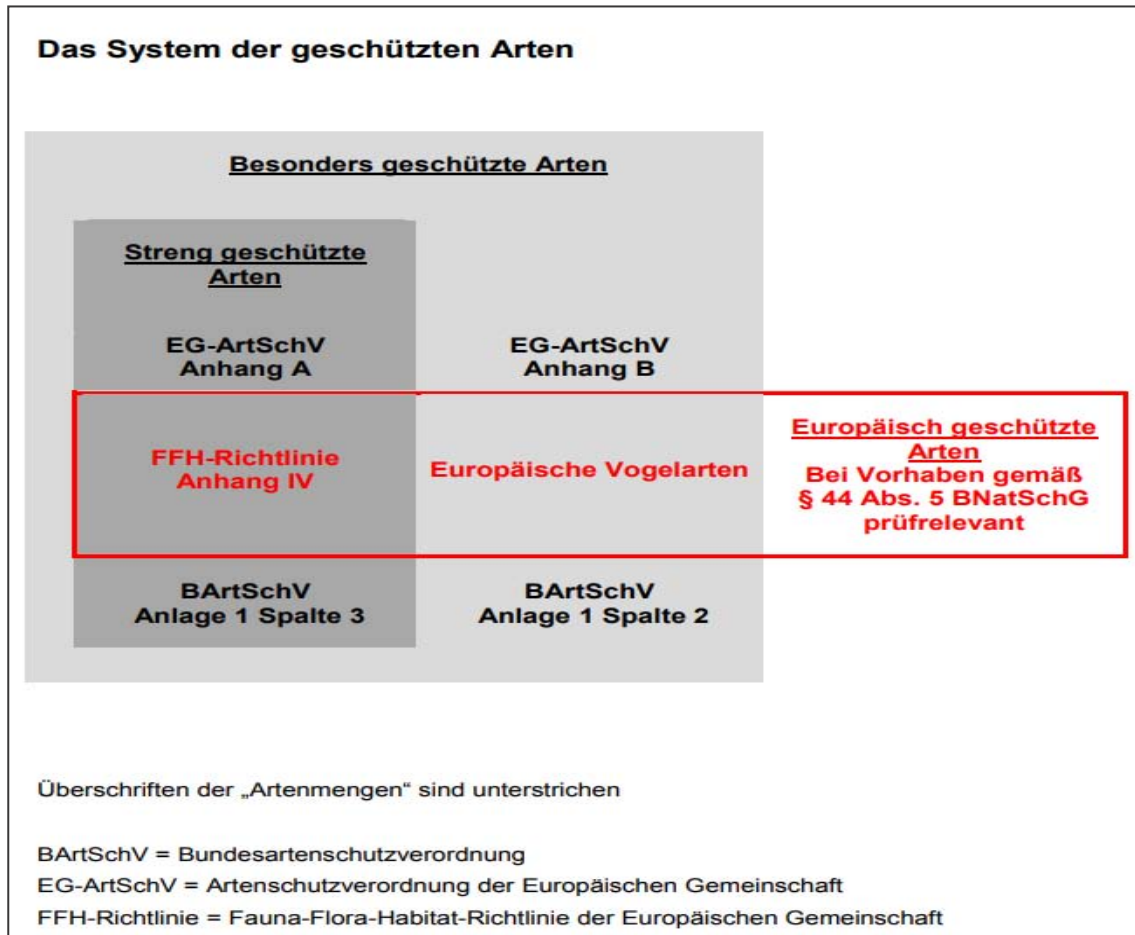 Das System der geschützten Arten
Besonders geschützte Arten
Streng geschützte
Arten
EG-ArtSchV
Anhang A
EG-ArtSchV
Anhang B
FFH-Richtlinie
Anhang IV
Europäische Vogelarten
Europäisch geschützte
Arten
Bei Vorhaben gemäß
§ 44 Abs. 5 BNatSchG
prüfrelevant
BArtSchV
Anlage 1 Spalte 3
BArtSchV
Anlage 1 Spalte 2
Überschriften der „Artenmengen“ sind unterstrichen
BArtSchV = Bundesartenschutzverordnung
EG-ArtSchV = Artenschutzverordnung der Europäischen Gemeinschaft
FFH-Richtlinie = Fauna-Flora-Habitat-Richtlinie der Europäischen Gemeinschaft